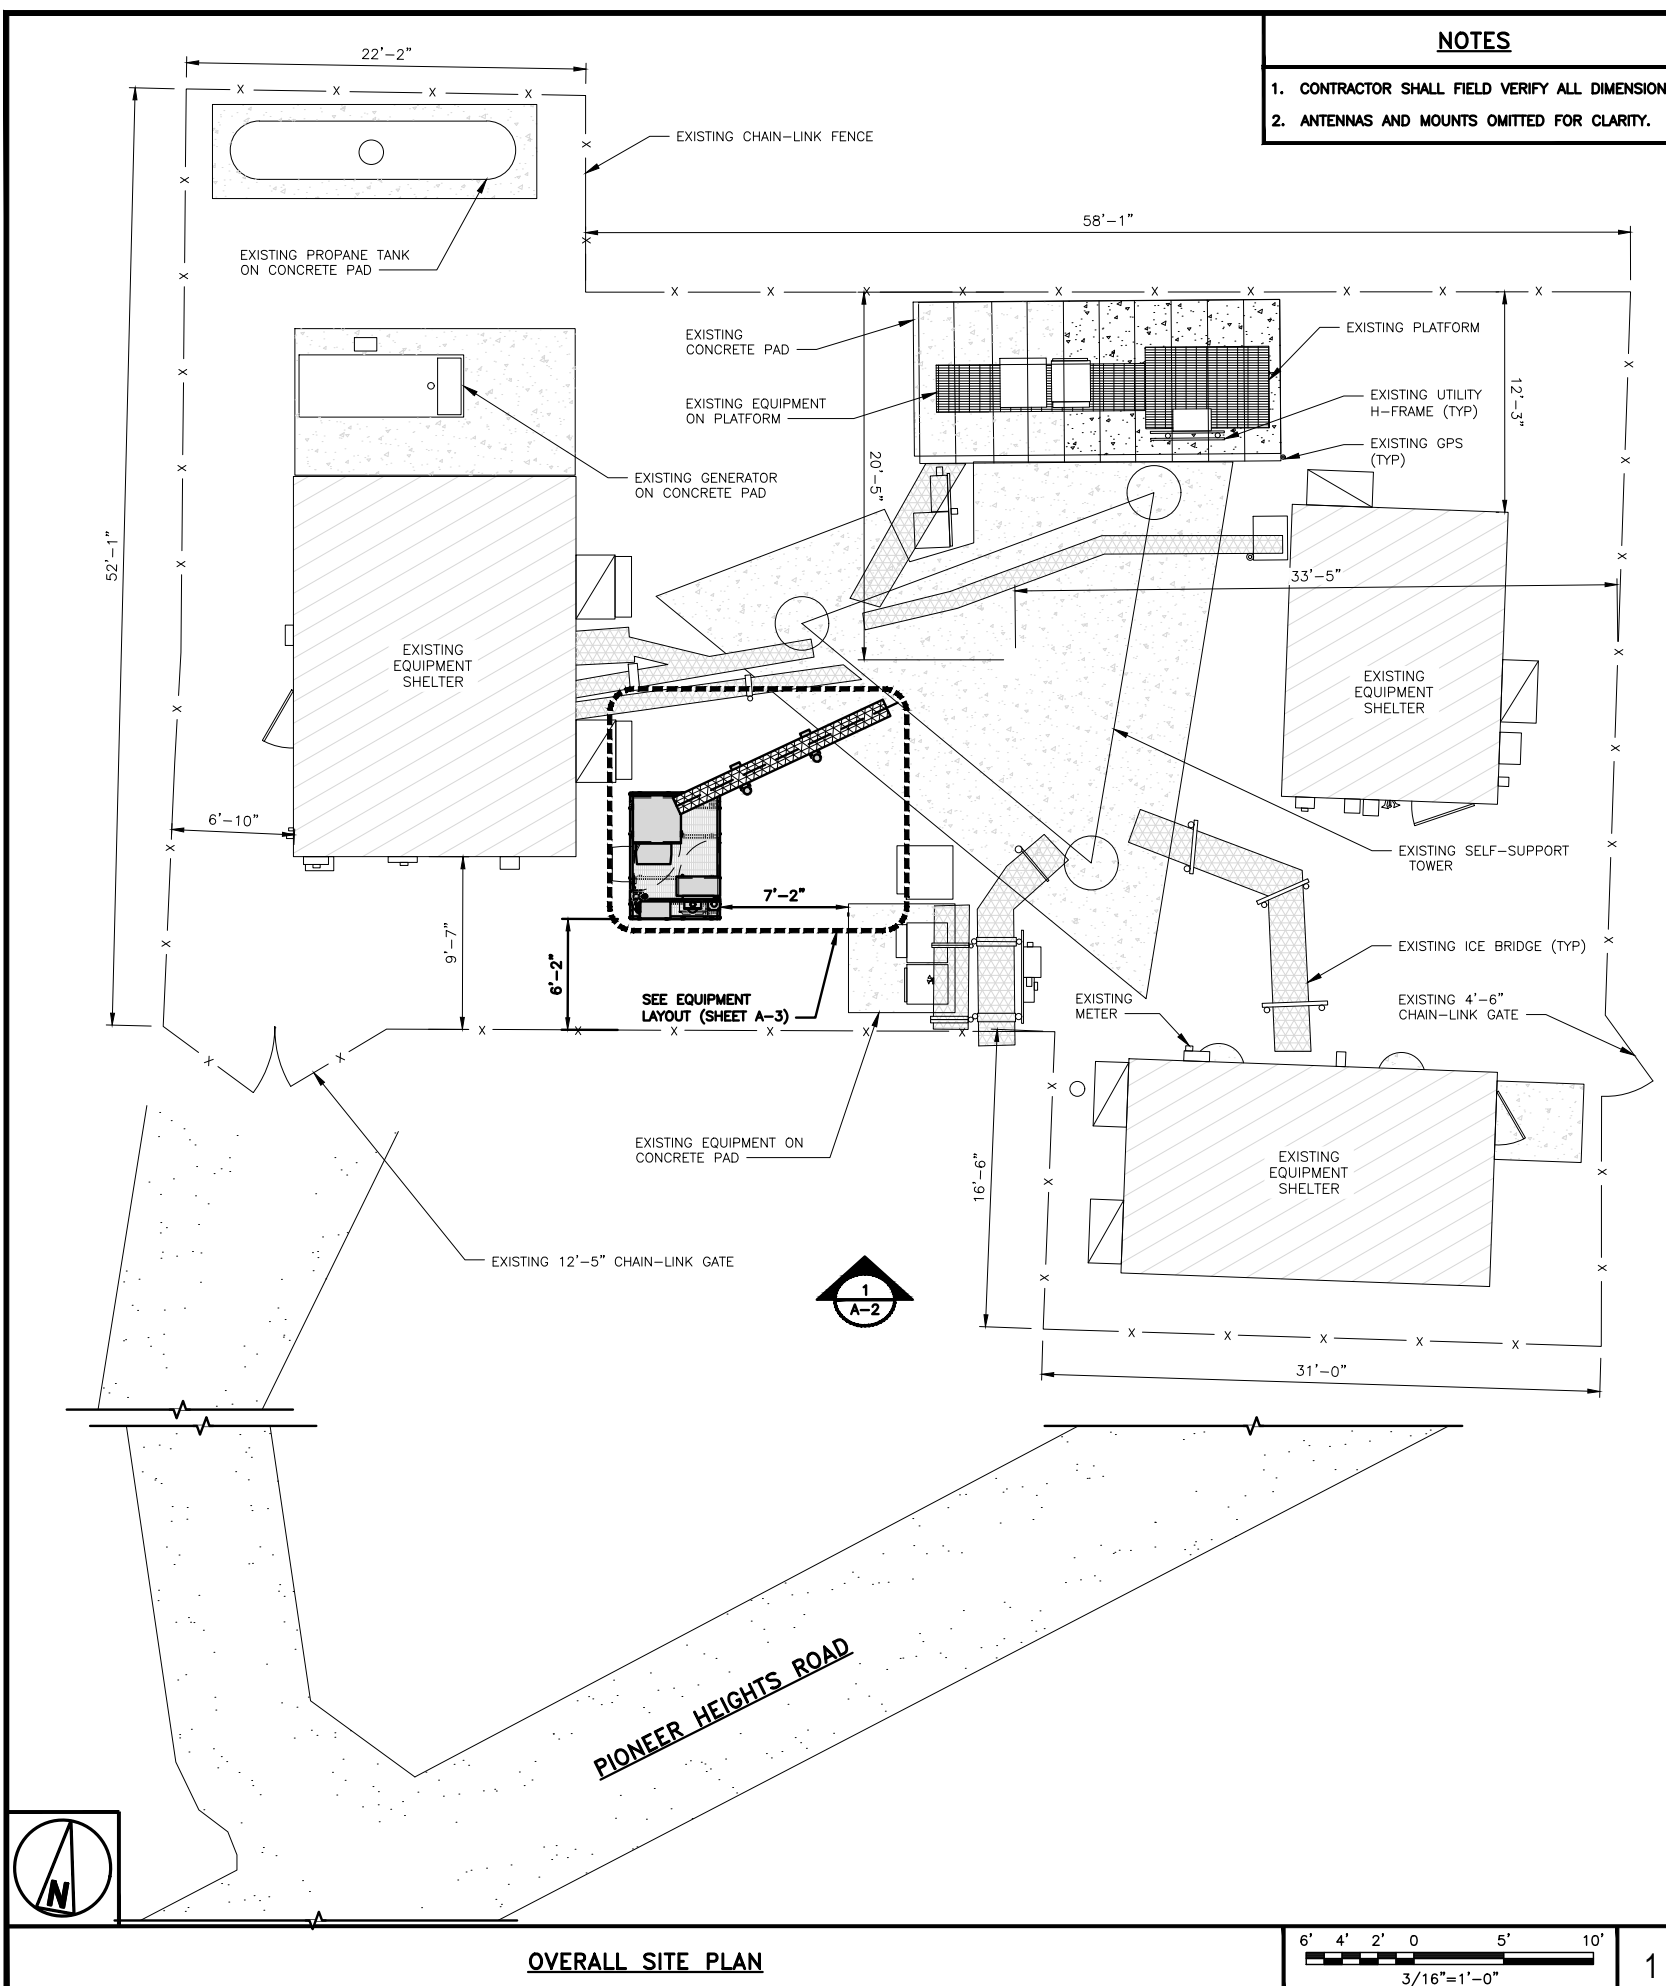 NOTES
1. CONTRACTOR SHALL FIELD VERIFY ALL DIMENSION
2. ANTENNAS AND MOUNTS OMITTED FOR CLARITY.
22'-2"
EXISTING CHAIN-LINK FENCE
58'-1"
EXISTING PROPANE TANK
ON CONCRETE PAD
EXISTING
CONCRETE PAD
EXISTING PLATFORM
EXISTING EQUIPMENT
ON PLATFORM
EXISTING UTILITY
H-FRAME (TYP)
12'-3"
EXISTING GPS
(TYP)
20'-5"
EXISTING GENERATOR
ON CONCRETE PAD
52'-1"
33'-5"
EXISTING
EQUIPMENT
SHELTER
EXISTING
EQUIPMENT
SHELTER
6'-10"
EXISTING SELF-SUPPORT
TOWER
7'-2"
9'-7"
6'-2"
EXISTING ICE BRIDGE (TYP)
SEE EQUIPMENT
LAYOUT (SHEET A-3)
EXISTING
METER
EXISTING 4'-6"
CHAIN-LINK GATE
EXISTING EQUIPMENT ON
CONCRETE PAD
16'-6"
EXISTING
EQUIPMENT
SHELTER
EXISTING 12'-5" CHAIN-LINK GATE
1
A-2
31'-0"
PIONEER HEIGHTS ROAD
N
OVERALL SITE PLAN
6' 4' 2' 0 5' 10'
3/16"=1'-0"
1